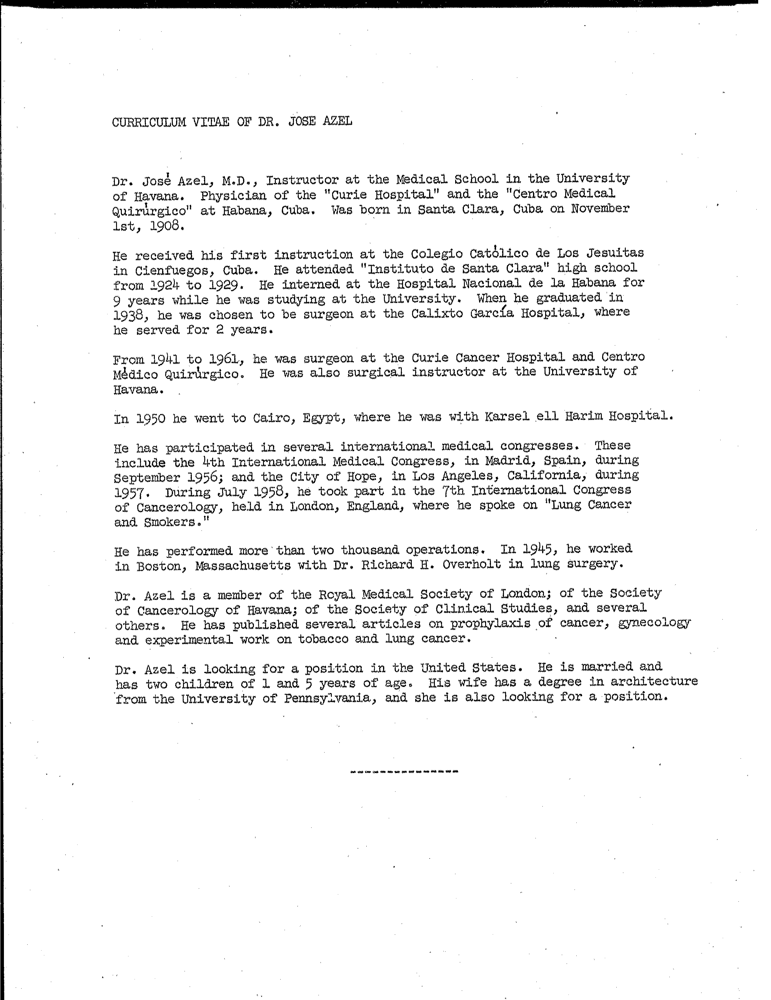 CURRICULUM VITAE OF DR. JOSE AZEL
Dr. José Azel, M.D., Instructor at the Medical School in the University
of Havana. Physician of the "Curie Hospital" and the "Centro Medical
Quirúrgico" at Habana, Cuba. Was born in Santa Clara, Cuba on November
1st, 1908.
He received his first instruction at the Colegio Católico de Los Jesuitas
in Cienfuegos, Cuba. He attended "Instituto de Santa Clara" high school
from 1924 to 1929. He interned at the Hospital Nacional de la Habana for
9 years while he was studying at the University. When he graduated in
1938, he was chosen to be surgeon at the Calixto García Hospital, where
he served for 2 years.
From 1941 to 1961, he was surgeon at the Curie Cancer Hospital and Centro
Médico Quirúrgico. He was also surgical instructor at the University of
Havana.
In 1950 he went to Cairo, Egypt, where he was with Karsel ell Harim Hospital.
He has participated in several international medical congresses. These
include the 4th International Medical Congress, in Madrid, Spain, during
September 1956; and the City of Hope, in Los Angeles, California, during
1957. During July 1958, he took part in the 7th International Congress
of Cancerology, held in London, England, where he spoke on "Lung Cancer
and Smokers."
He has performed more than two thousand operations. In 1945, he worked
in Boston, Massachusetts with Dr. Richard H. Overholt in lung surgery.
Dr. Azel is a member of the Royal Medical Society of London; of the Society
of Cancerology of Havana; of the Society of Clinical Studies, and several
others. He has published several articles on prophylaxis of cancer, gynecology
and experimental work on tobacco and lung cancer.
Dr. Azel is looking for a position in the United States. He is married and
has two children of 1 and 5 years of age. His wife has a degree in architecture
from the University of Pennsylvania, and she is also looking for a position.
---------------